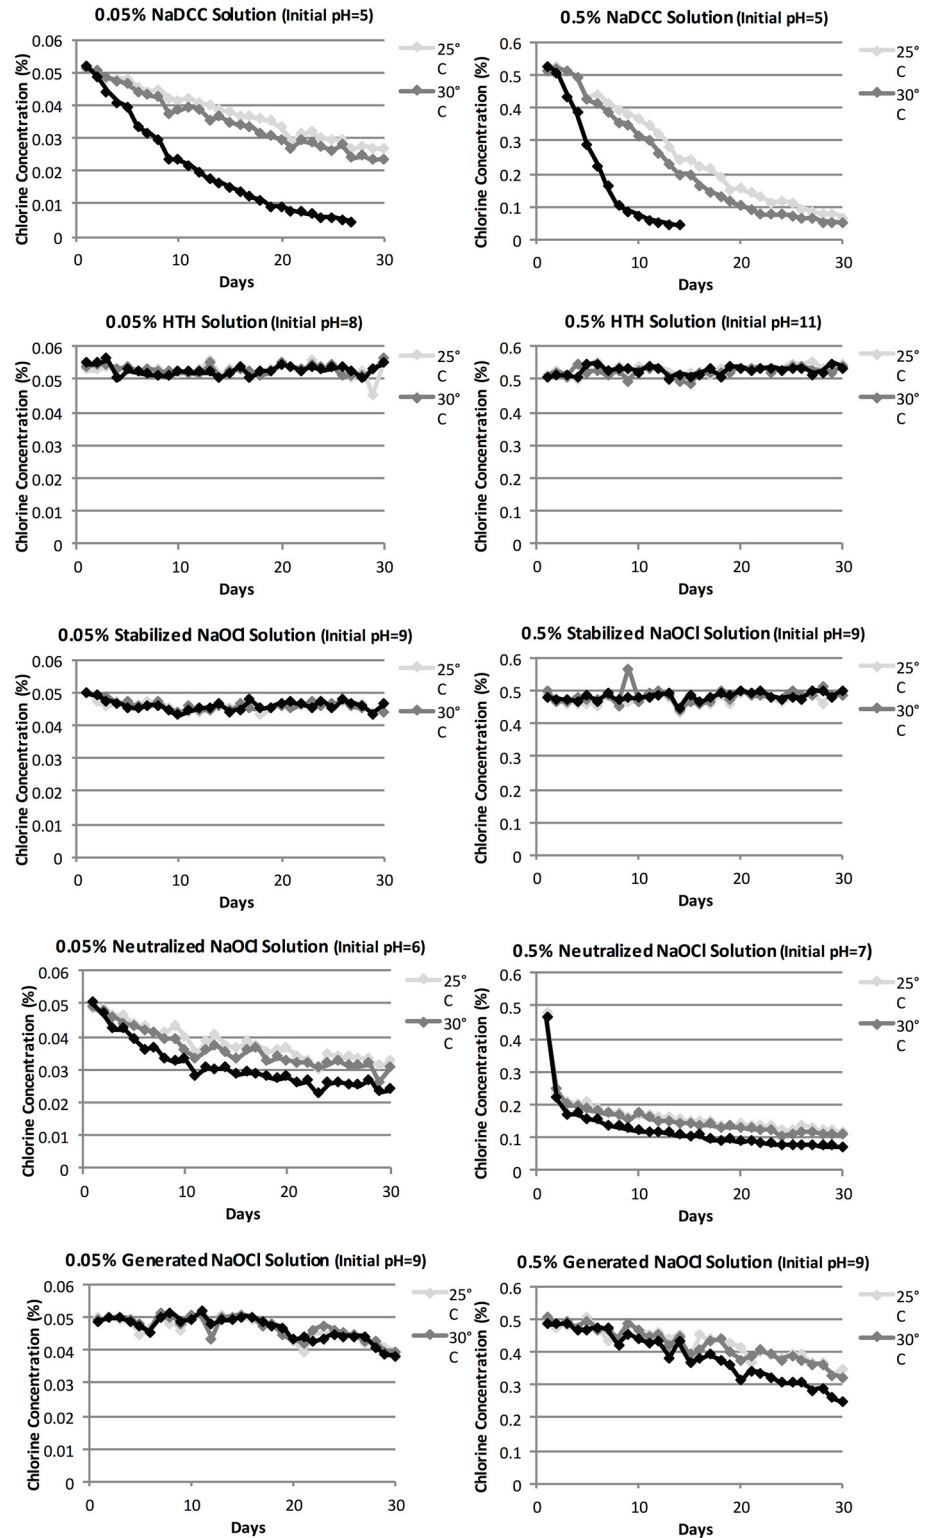 0.05% NaDCC Solution (Initial pH=5)
Chlorine Concentration (%)
0.06
0.05
0.04
0.03
0.02
0.01
0
0 10 20 30
Days
25°
C
30°
C
0.5% NaDCC Solution (Initial pH=5)
Chlorine Concentration (%)
0.6
0.5
0.4
0.3
0.2
0.1
0
0 10 20 30
Days
25°
C
30°
C
0.05% HTH Solution (Initial pH=8)
Chlorine Concentration (%)
0.06
0.05
0.04
0.03
0.02
0.01
0
0 10 20 30
Days
25°
C
30°
C
0.5% HTH Solution (Initial pH=11)
Chlorine Concentration (%)
0.6
0.5
0.4
0.3
0.2
0.1
0
0 10 20 30
Days
25°
C
30°
C
0.05% Stabilized NaOCl Solution (Initial pH=9)
Chlorine Concentration (%)
0.06
0.05
0.04
0.03
0.02
0.01
0
0 10 20 30
Days
25°
C
30°
C
0.5% Stabilized NaOCl Solution (Initial pH=9)
Chlorine Concentration (%)
0.6
0.5
0.4
0.3
0.2
0.1
0
0 10 20 30
Days
25°
C
30°
C
0.05% Neutralized NaOCl Solution (Initial pH=6)
Chlorine Concentration (%)
0.06
0.05
0.04
0.03
0.02
0.01
0
0 10 20 30
Days
25°
C
30°
C
0.5% Neutralized NaOCl Solution (Initial pH=7)
Chlorine Concentration (%)
0.6
0.5
0.4
0.3
0.2
0.1
0
0 10 20 30
Days
25°
C
30°
C
0.05% Generated NaOCl Solution (Initial pH=9)
Chlorine Concentration (%)
0.06
0.05
0.04
0.03
0.02
0.01
0
0 10 20 30
Days
25°
C
30°
C
0.5% Generated NaOCl Solution (Initial pH=9)
Chlorine Concentration (%)
0.6
0.5
0.4
0.3
0.2
0.1
0
0 10 20 30
Days
25°
C
30°
C